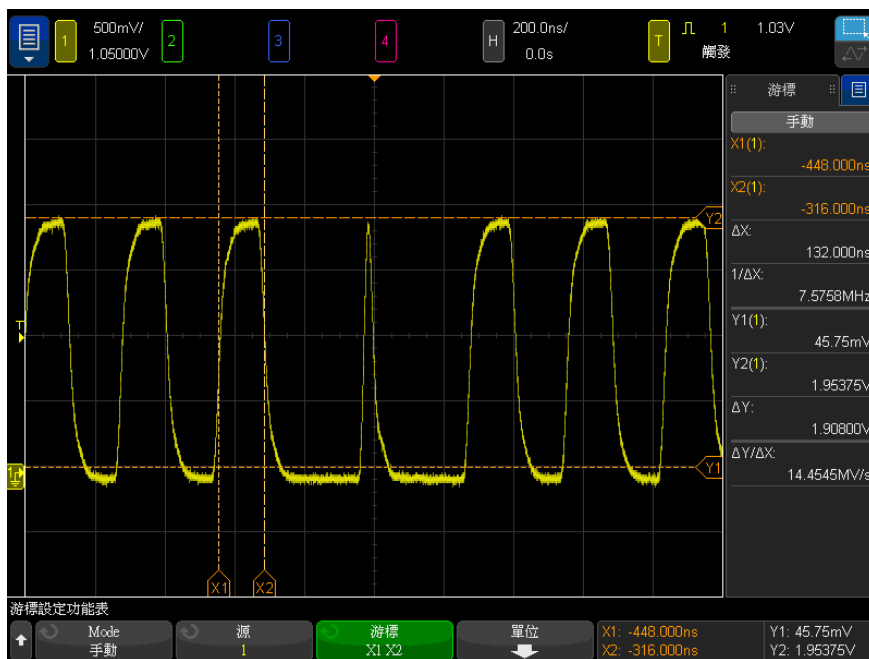 1 500mV/ 2 3 4 H 200.0ns/ T 1 1.03V
1.05000V 0.0s 觸發
游標
手動
X1(1):
-448.000ns
X2(1):
-316.000ns
ΔX:
132.000ns
1/ΔX:
7.5758MHz
Y1(1):
45.75mV
Y2(1):
1.95375V
ΔY:
1.90800V
ΔY/ΔX:
14.4545MV/s
Y2
T
1
Y1
X1 X2
游標設定功能表
Mode 源 游標 單位 X1: -448.000ns Y1: 45.75mV
手動 1 X1 X2 X2: -316.000ns Y2: 1.95375V